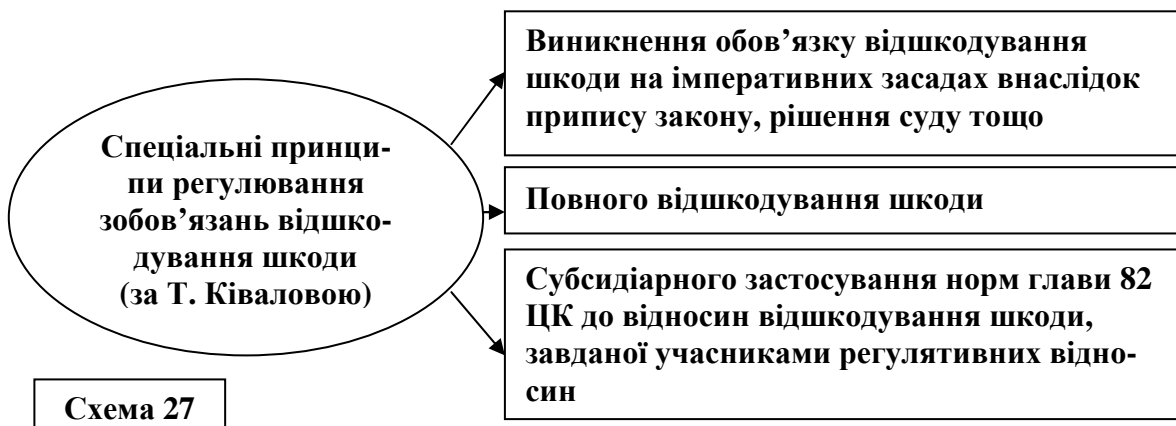 Спеціальні принци-
пи регулювання
зобов’язань відшко-
дування шкоди
(за Т. Ківаловою)
Виникнення обов’язку відшкодування
шкоди на імперативних засадах внаслідок
припису закону, рішення суду тощо
Повного відшкодування шкоди
Субсидіарного застосування норм глави 82
ЦК до відносин відшкодування шкоди,
завданої учасниками регулятивних відно-
син
Схема 27